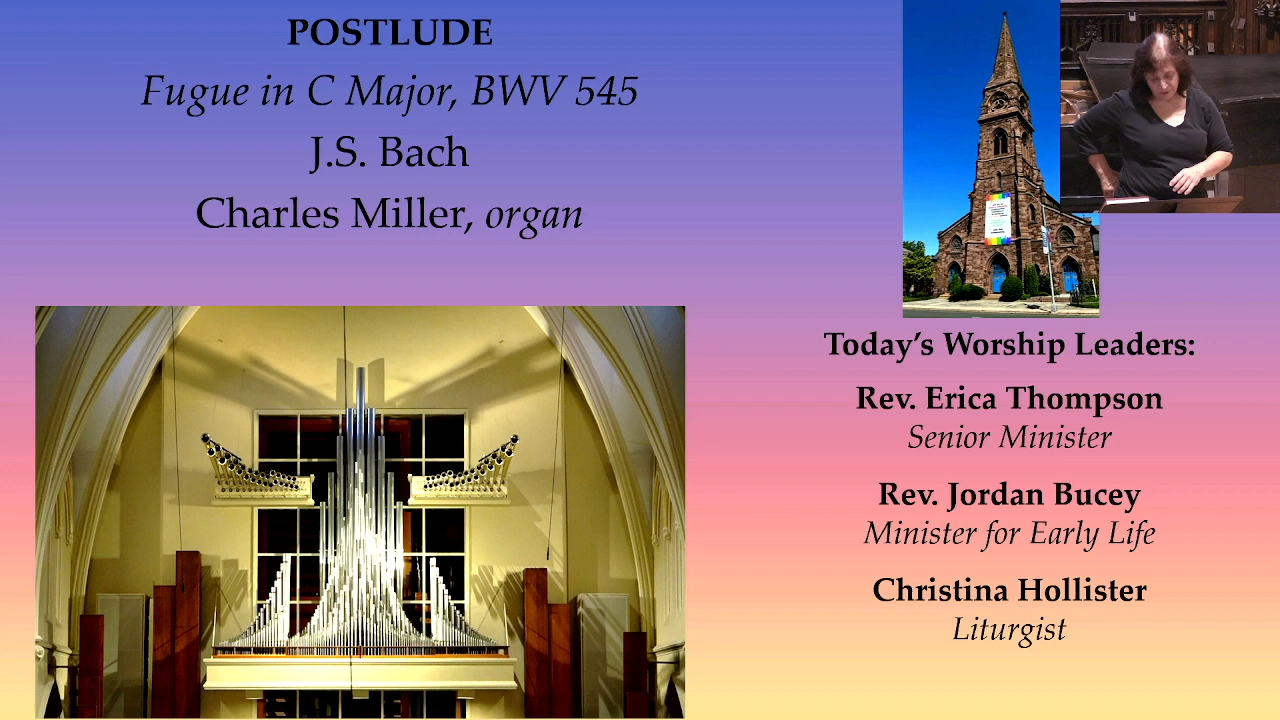 POSTLUDE
Fugue in C Major, BWV 545
J.S. Bach
Charles Miller, organ
Today's Worship Leaders:
Rev. Erica Thompson
Senior Minister
Rev. Jordan Bucey
Minister for Early Life
Christina Hollister
Liturgist